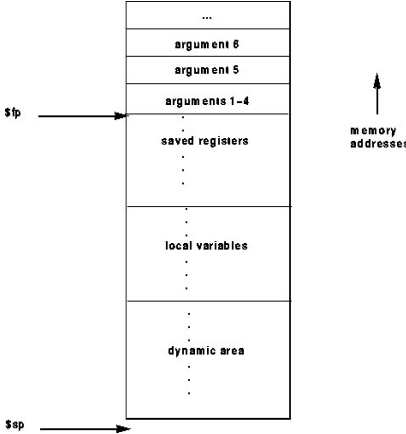 ...
argument 6
argument 5
arguments 1-4
$fp
saved registers
memory
addresses
local variables
dynamic area
$sp